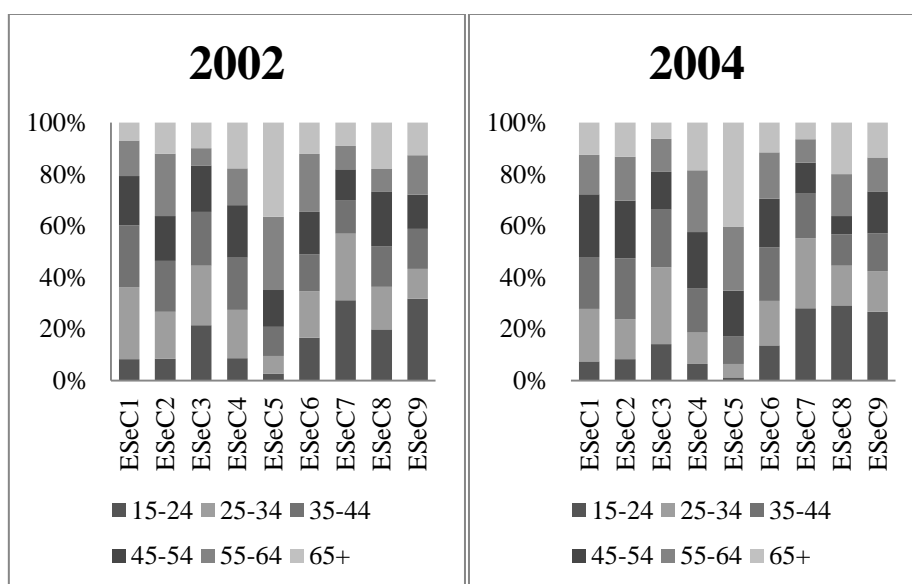 2002
100%
80%
60%
40%
20%
0%
ESeC1
ESeC2
ESeC3
ESeC4
ESeC5
ESeC6
ESeC7
ESeC8
ESeC9
15-24 25-34 35-44
45-54 55-64 65+
2004
100%
80%
60%
40%
20%
0%
ESeC1
ESeC2
ESeC3
ESeC4
ESeC5
ESeC6
ESeC7
ESeC8
ESeC9
15-24 25-34 35-44
45-54 55-64 65+